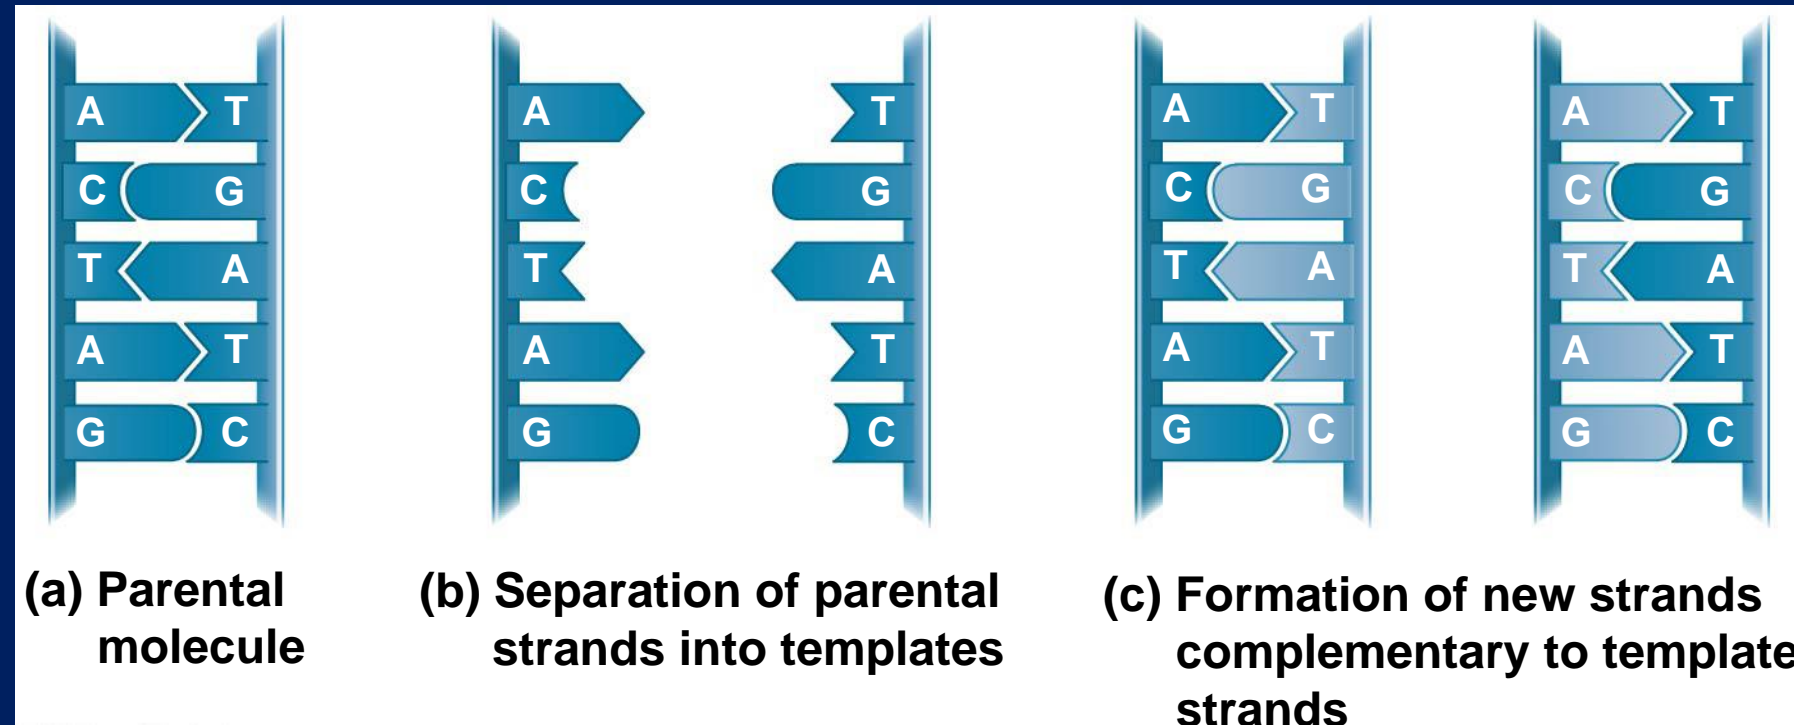 A T A T A T A T
C G C G C G C G
T A T A T A T A
A T A T A T A T
G C G C G C G C
(a) Parental
molecule
(b) Separation of parental
strands into templates
(c) Formation of new strands
complementary to template
strands